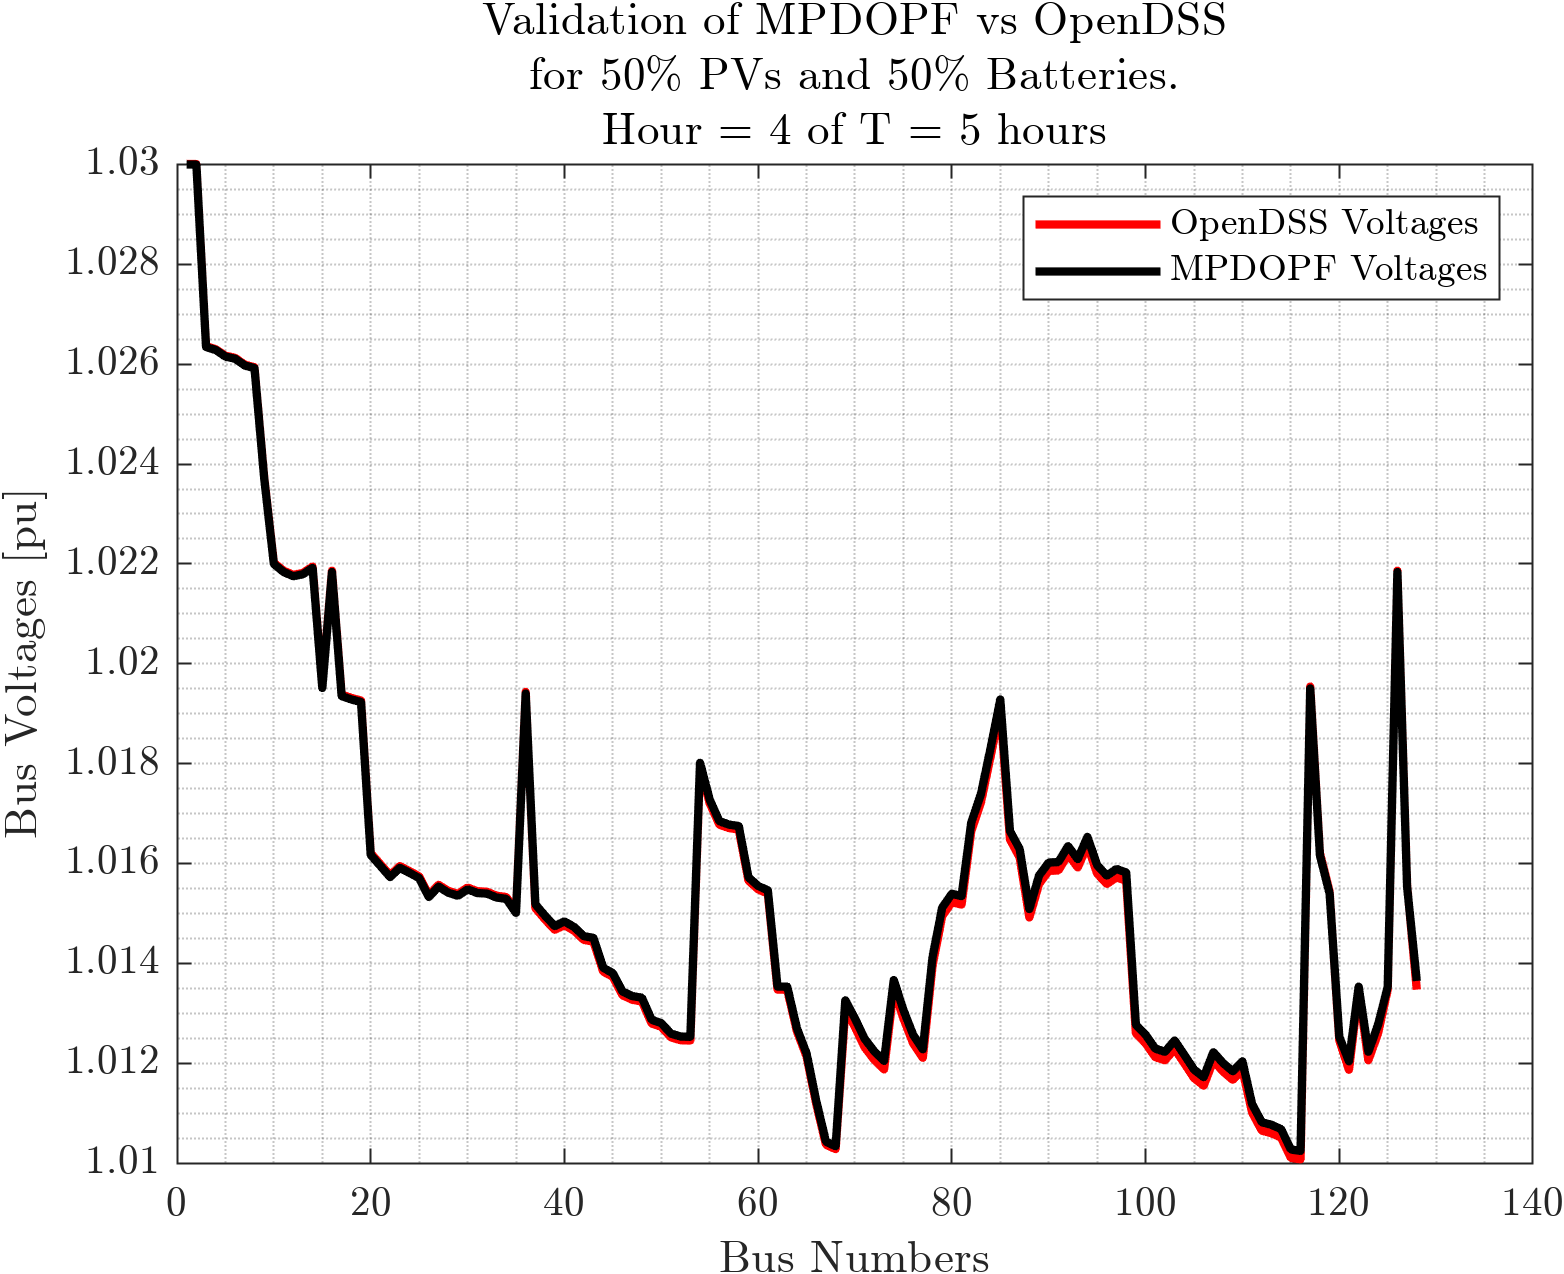 Validation of MPDOPF vs OpenDSS
for 50% PVs and 50% Batteries.
Hour = 4 of T = 5 hours
OpenDSS Voltages
MPDOPF Voltages
Bus Voltages [pu]
1.03
1.028
1.026
1.024
1.022
1.02
1.018
1.016
1.014
1.012
1.01
0 20 40 60 80 100 120 140
Bus Numbers